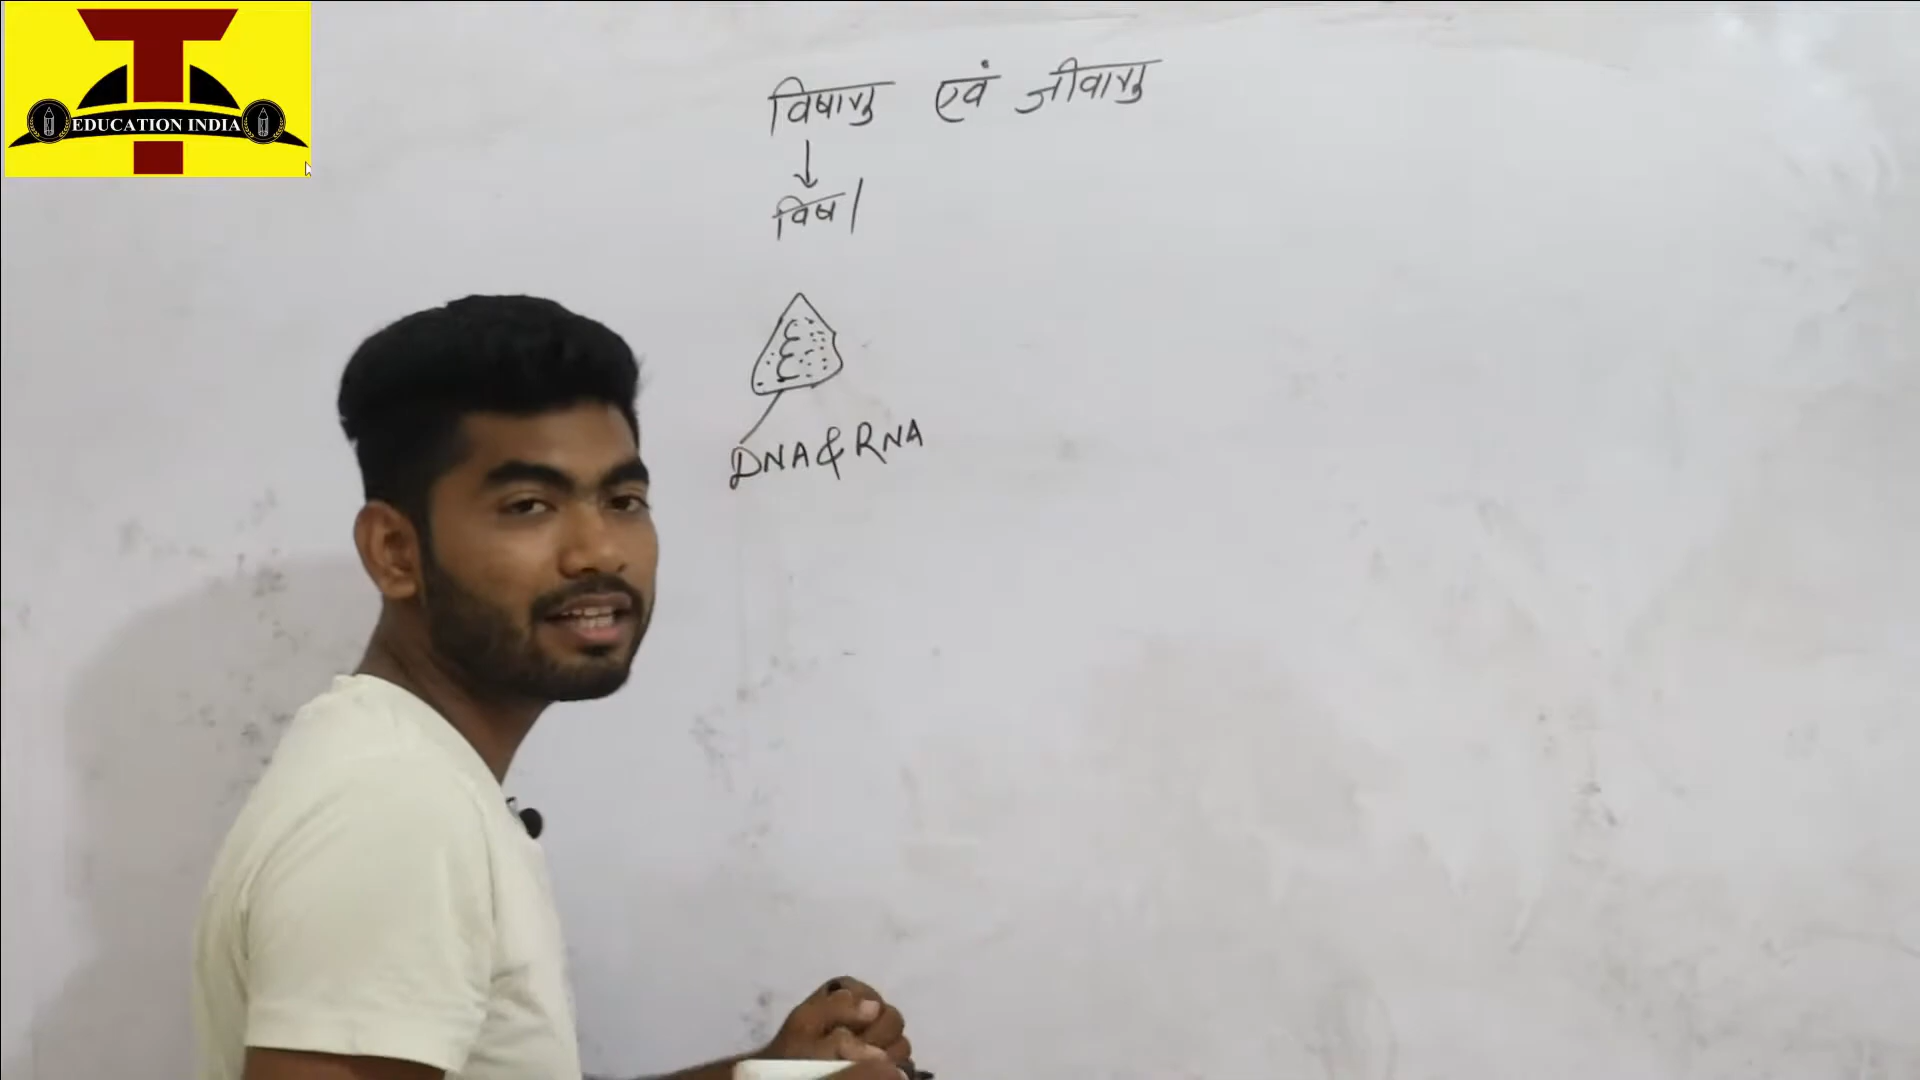 T
EDUCATION INDIA
विषाणु एवं जीवाणु
↓
विष |
DNA & RNA